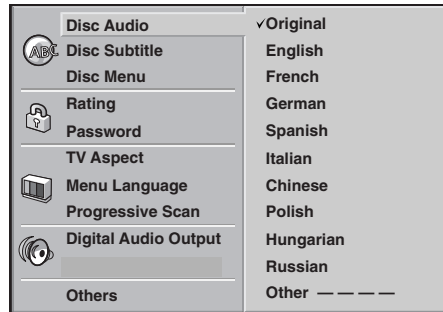 Disc Audio
Disc Subtitle
Disc Menu
Rating
Password
TV Aspect
Menu Language
Progressive Scan
Digital Audio Output
Others
✓Original
English
French
German
Spanish
Italian
Chinese
Polish
Hungarian
Russian
Other — — — —
ABC